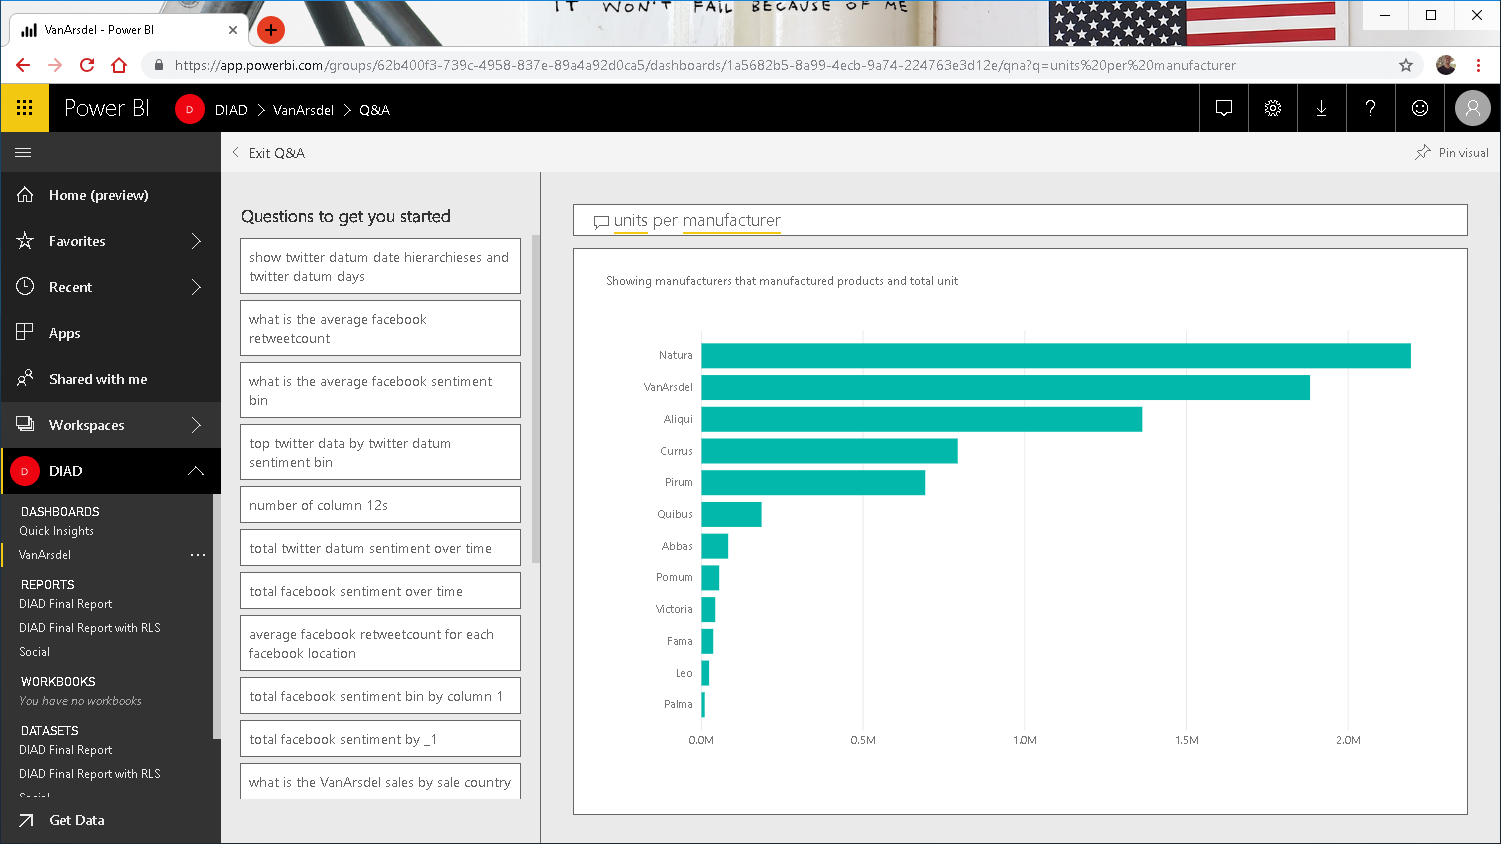 IT WON'T FAIL BECAUSE OF ME
VanArsdel - Power BI
https://app.powerbi.com/groups/62b400f3-739c-4958-837e-89a4a92d0ca5/dashboards/1a5682b5-8a99-4ecb-9a74-224763e3d12e/qna?q=units%20per%20manufacturer
Power BI
D
DIAD > VanArsdel > Q&A
Exit Q&A
Pin visual
Home (preview)
Favorites
Recent
Apps
Shared with me
Workspaces
D
DIAD
DASHBOARDS
Quick Insights
VanArsdel
REPORTS
DIAD Final Report
DIAD Final Report with RLS
Social
WORKBOOKS
You have no workbooks
DATASETS
DIAD Final Report
DIAD Final Report with RLS
Get Data
Questions to get you started
show twitter datum date hierarchieses and
twitter datum days
what is the average facebook
retweetcount
what is the average facebook sentiment
bin
top twitter data by twitter datum
sentiment bin
number of column 12s
total twitter datum sentiment over time
total facebook sentiment over time
average facebook retweetcount for each
facebook location
total facebook sentiment bin by column 1
total facebook sentiment by _1
what is the VanArsdel sales by sale country
units per manufacturer
Showing manufacturers that manufactured products and total unit
Natura
VanArsdel
Aliqui
Currus
Pirum
Quibus
Abbas
Pomum
Victoria
Fama
Leo
Palma
0.0M 0.5M 1.0M 1.5M 2.0M